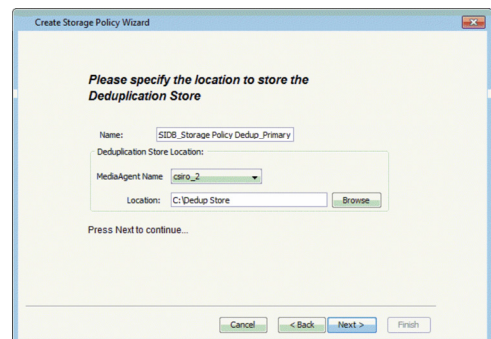 Create Storage Policy Wizard
Please specify the location to store the
Deduplication Store
Name: SIDB_Storage Policy Dedup_Primary
Deduplication Store Location:
MediaAgent Name csiro_2
Location: C:\Dedup Store Browse
Press Next to continue...
Cancel < Back Next > Finish